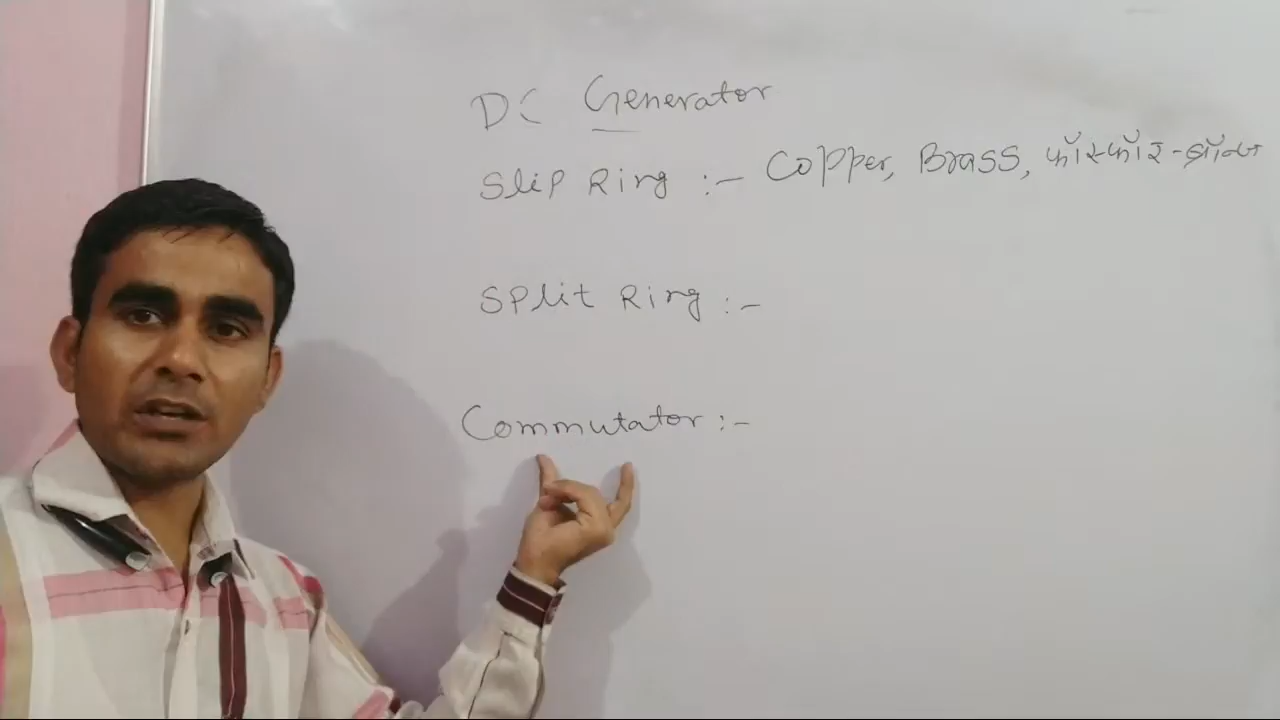 DC Generator
Slip Ring :- Copper, Brass, फॉस्फॉर-ब्रॉन्ज
Split Ring :-
Commutator :-